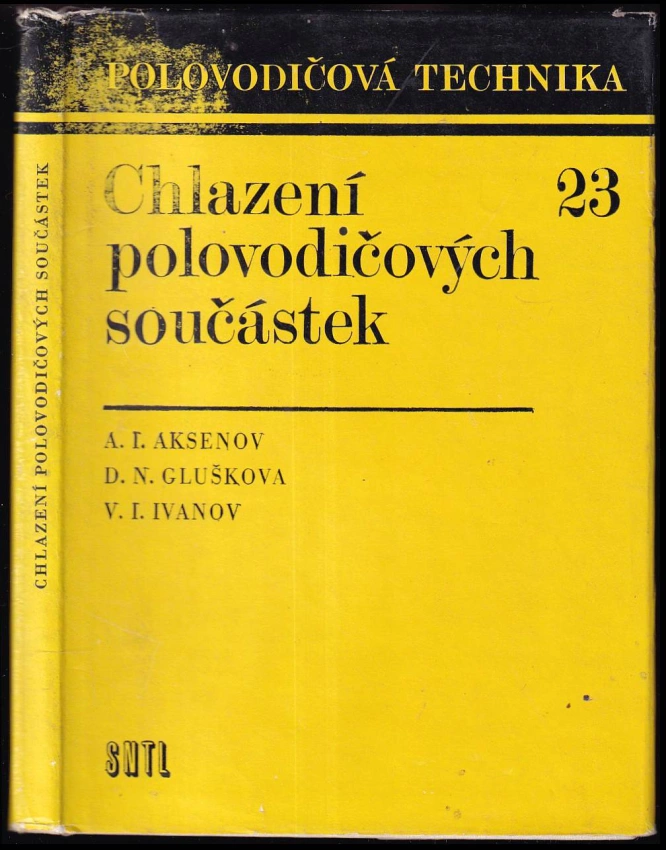 POLOVODIČOVÁ TECHNIKA
Chlazení 23
polovodičových
součástek
A. I. AKSENOV
D. N. GLUŠKOVA
V. I. IVANOV
SNTL
CHLAZENÍ POLOVODIČOVÝCH SOUČÁSTEK